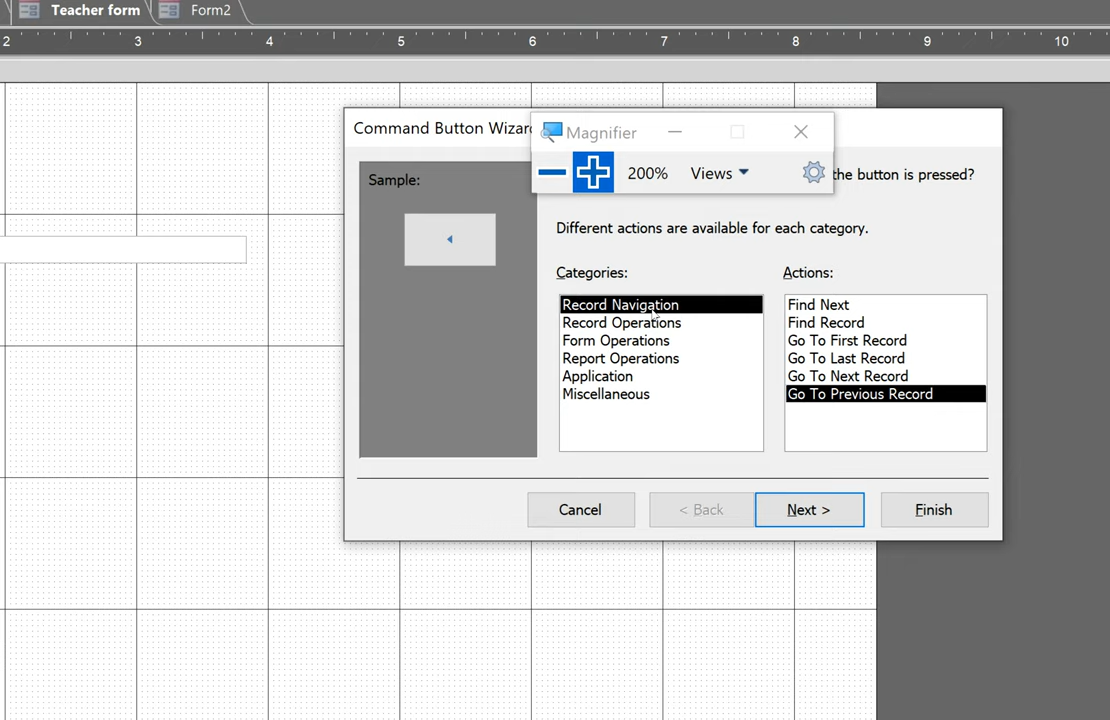 Teacher form
Form2
2 3 4 5 6 7 8 9 10
Command Button Wizar
Magnifier
200%
Views
Sample:
the button is pressed?
Different actions are available for each category.
Categories:
Actions:
Record Navigation
Record Operations
Form Operations
Report Operations
Application
Miscellaneous
Find Next
Find Record
Go To First Record
Go To Last Record
Go To Next Record
Go To Previous Record
Cancel
< Back
Next >
Finish